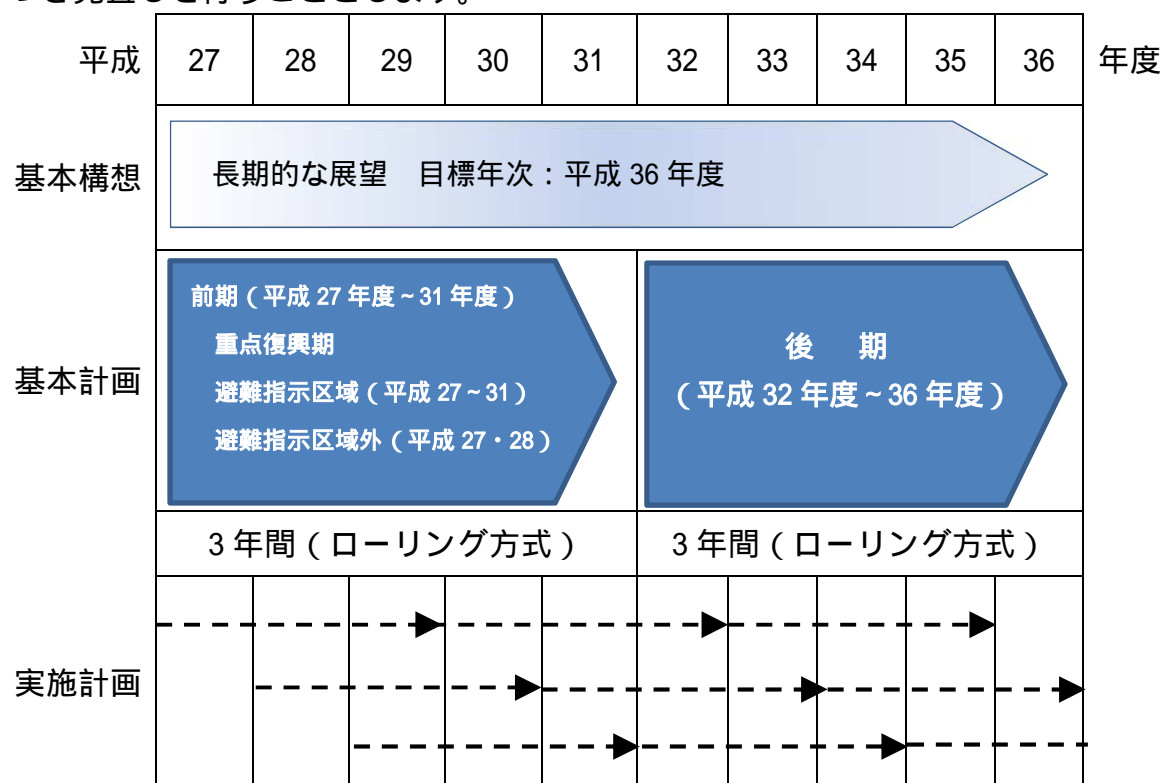 平成 27 28 29 30 31 32 33 34 35 36 年度
基本構想
長期的な展望 目標年次：平成 36 年度
基本計画
前期（平成 27 年度～31 年度）
重点復興期
避難指示区域（平成 27～31）
避難指示区域外（平成 27・28）
後 期
（平成 32 年度～36 年度）
3 年間（ローリング方式） 3 年間（ローリング方式）
実施計画